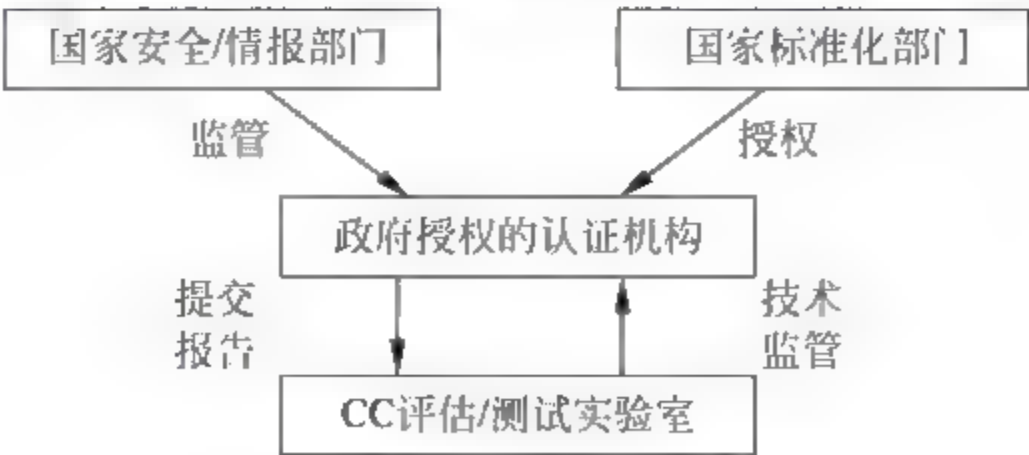 国家安全/情报部门
国家标准化部门
监管
授权
政府授权的认证机构
提交
报告
技术
监管
CC评估/测试实验室